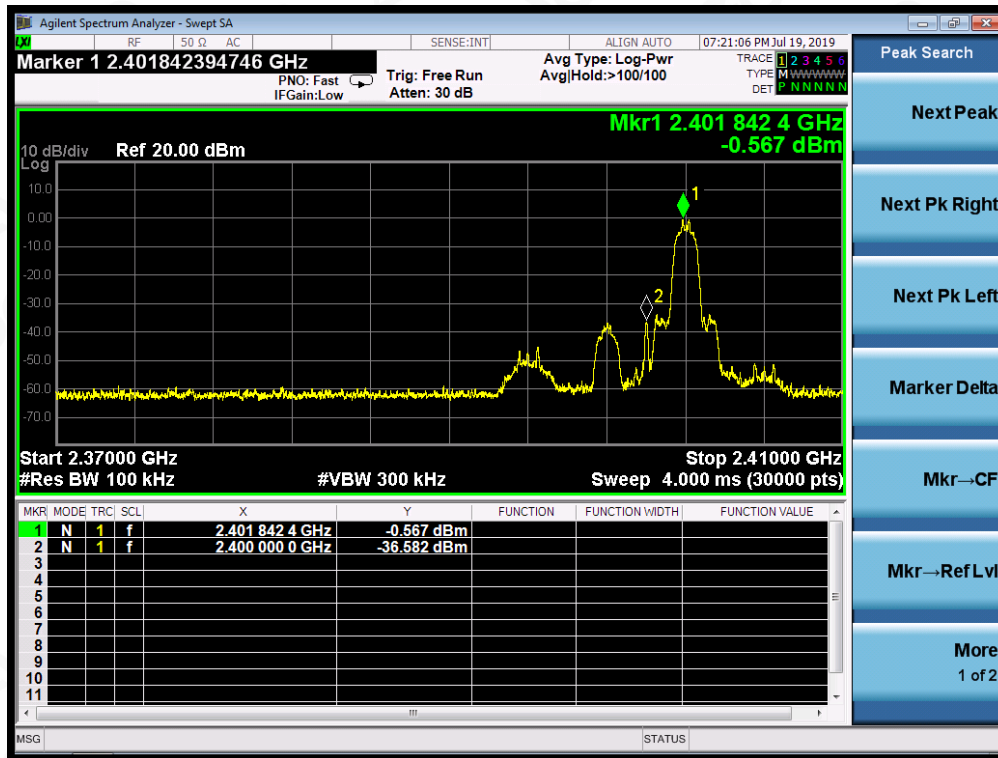 Agilent Spectrum Analyzer - Swept SA
LXI RF 50 Ω AC SENSE:INT ALIGN AUTO 07:21:06 PM Jul 19, 2019
Marker 1 2.401842394746 GHz
PNO: Fast
IFGain:Low
Trig: Free Run
Atten: 30 dB
Avg Type: Log-Pwr
Avg|Hold:>100/100
TRACE 1 2 3 4 5 6
TYPE M WWWWW
DET P N N N N N
Mkr1 2.401 842 4 GHz
-0.567 dBm
10 dB/div Ref 20.00 dBm
Log
10.0
0.00
-10.0
-20.0
-30.0
-40.0
-50.0
-60.0
-70.0
1
2
Start 2.37000 GHz Stop 2.41000 GHz
#Res BW 100 kHz #VBW 300 kHz Sweep 4.000 ms (30000 pts)
MKR MODE TRC SCL X Y FUNCTION FUNCTION WIDTH FUNCTION VALUE
1 N 1 f 2.401 842 4 GHz -0.567 dBm
2 N 1 f 2.400 000 0 GHz -36.582 dBm
3
4
5
6
7
8
9
10
11
MSG STATUS
Peak Search
Next Peak
Next Pk Right
Next Pk Left
Marker Delta
Mkr→CF
Mkr→Ref Lvl
More
1 of 2